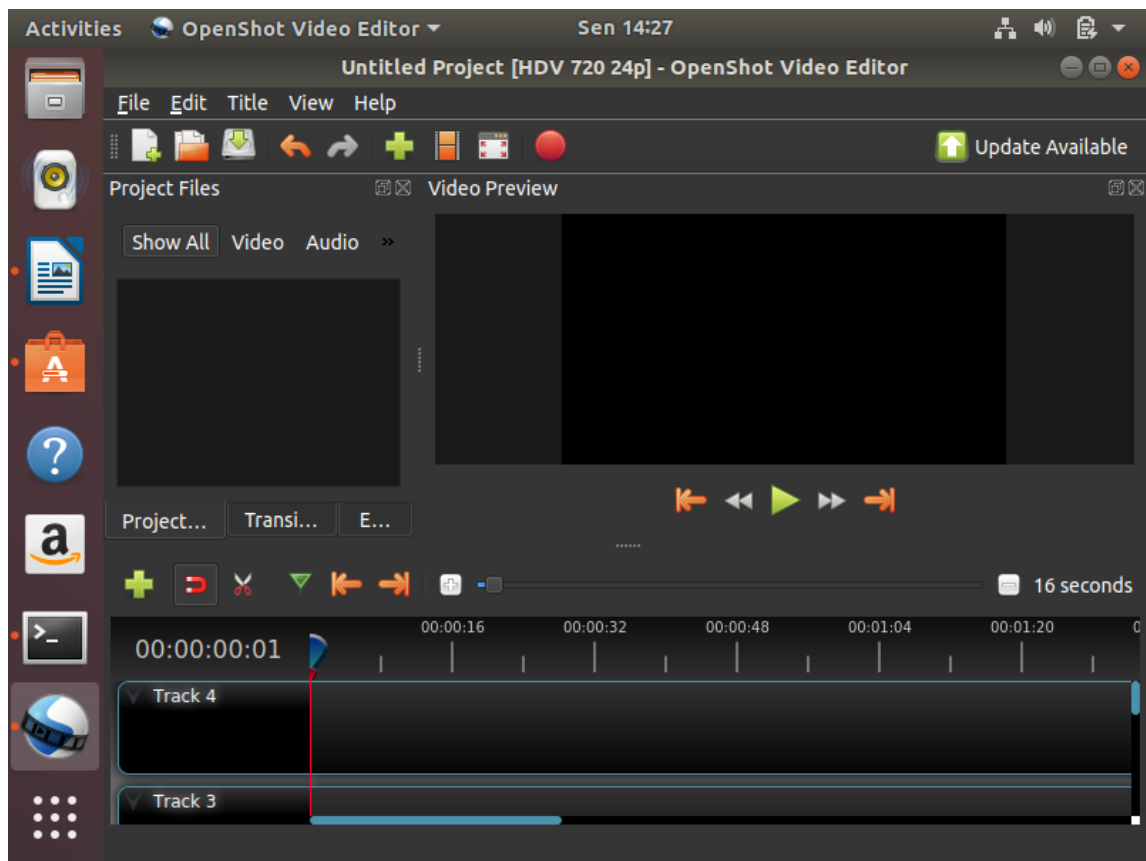 Activities OpenShot Video Editor Sen 14:27
Untitled Project [HDV 720 24p] - OpenShot Video Editor
File Edit Title View Help
Update Available
Project Files Video Preview
Show All Video Audio »
Project... Transi... E...
16 seconds
00:00:00:01 00:00:16 00:00:32 00:00:48 00:01:04 00:01:20 0
Track 4
Track 3